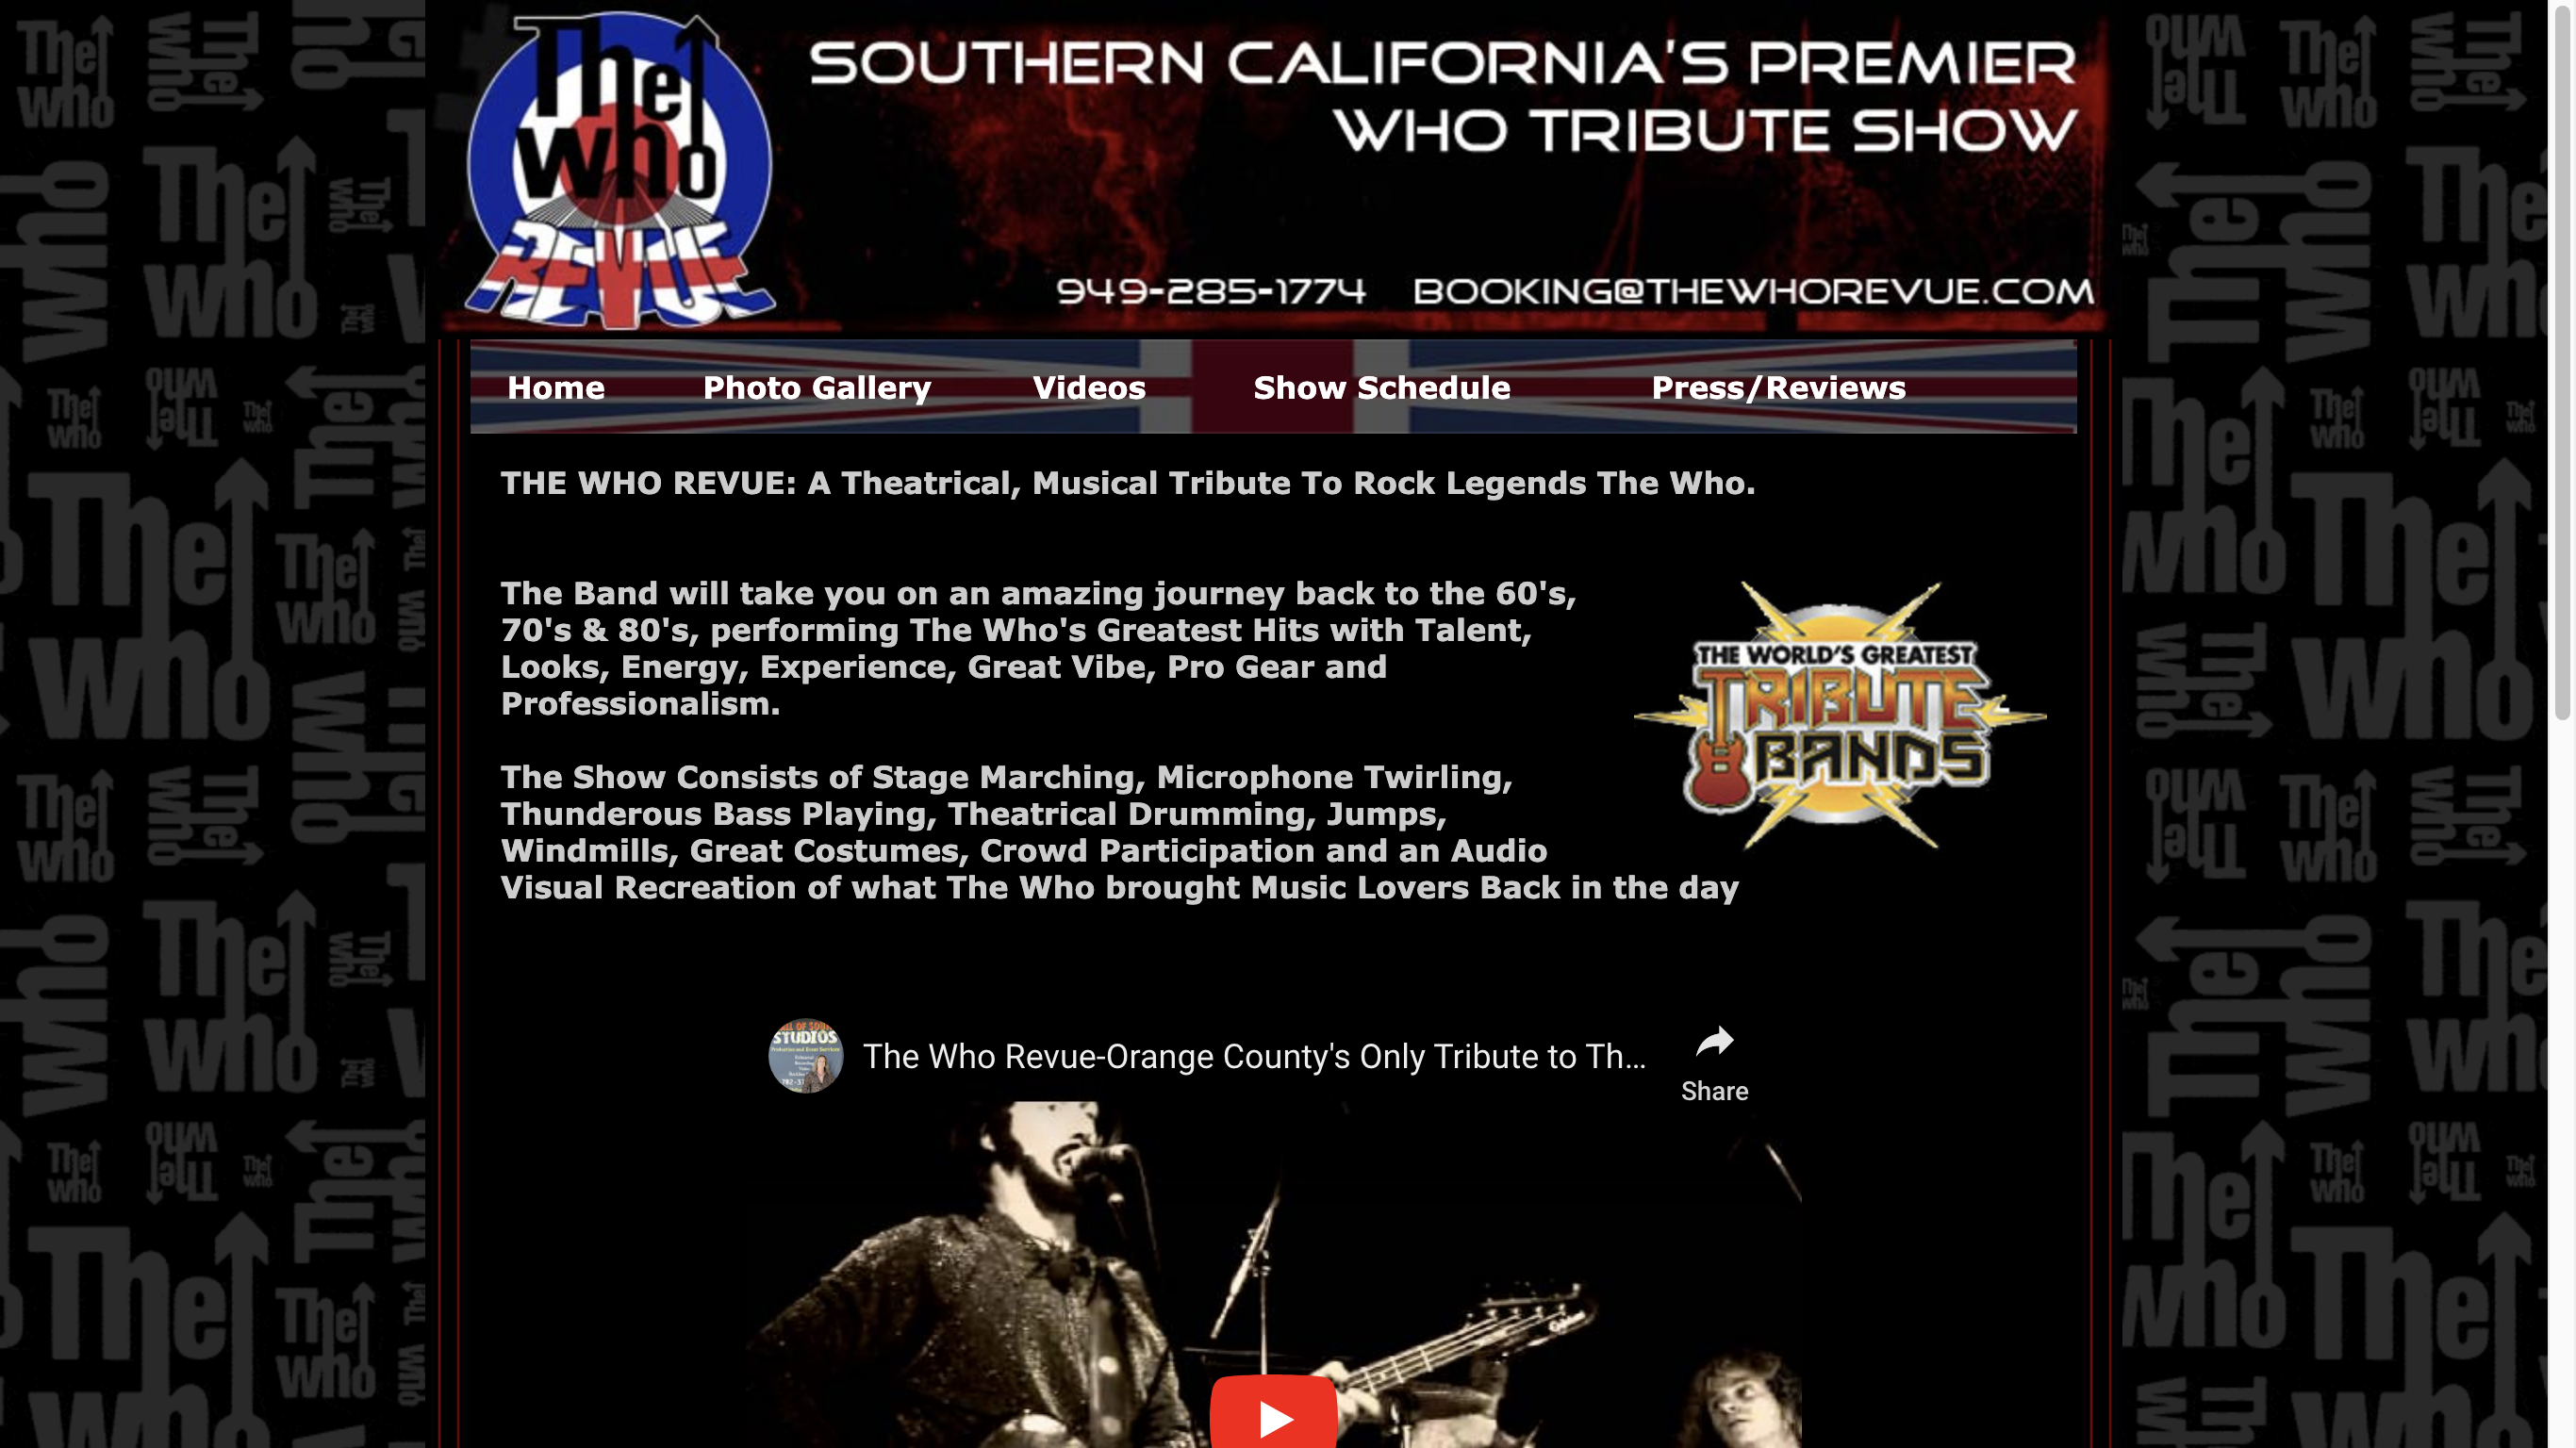 The Who
REVUE
SOUTHERN CALIFORNIA'S PREMIER
WHO TRIBUTE SHOW
949-285-1774 BOOKING@THEWHOREVUE.COM
Home Photo Gallery Videos Show Schedule Press/Reviews
THE WHO REVUE: A Theatrical, Musical Tribute To Rock Legends The Who.
The Band will take you on an amazing journey back to the 60's,
70's & 80's, performing The Who's Greatest Hits with Talent,
Looks, Energy, Experience, Great Vibe, Pro Gear and
Professionalism.
THE WORLD'S GREATEST
TRIBUTE
BANDS
The Show Consists of Stage Marching, Microphone Twirling,
Thunderous Bass Playing, Theatrical Drumming, Jumps,
Windmills, Great Costumes, Crowd Participation and an Audio
Visual Recreation of what The Who brought Music Lovers Back in the day
STUDIOS
The Who Revue-Orange County's Only Tribute to Th...
Share